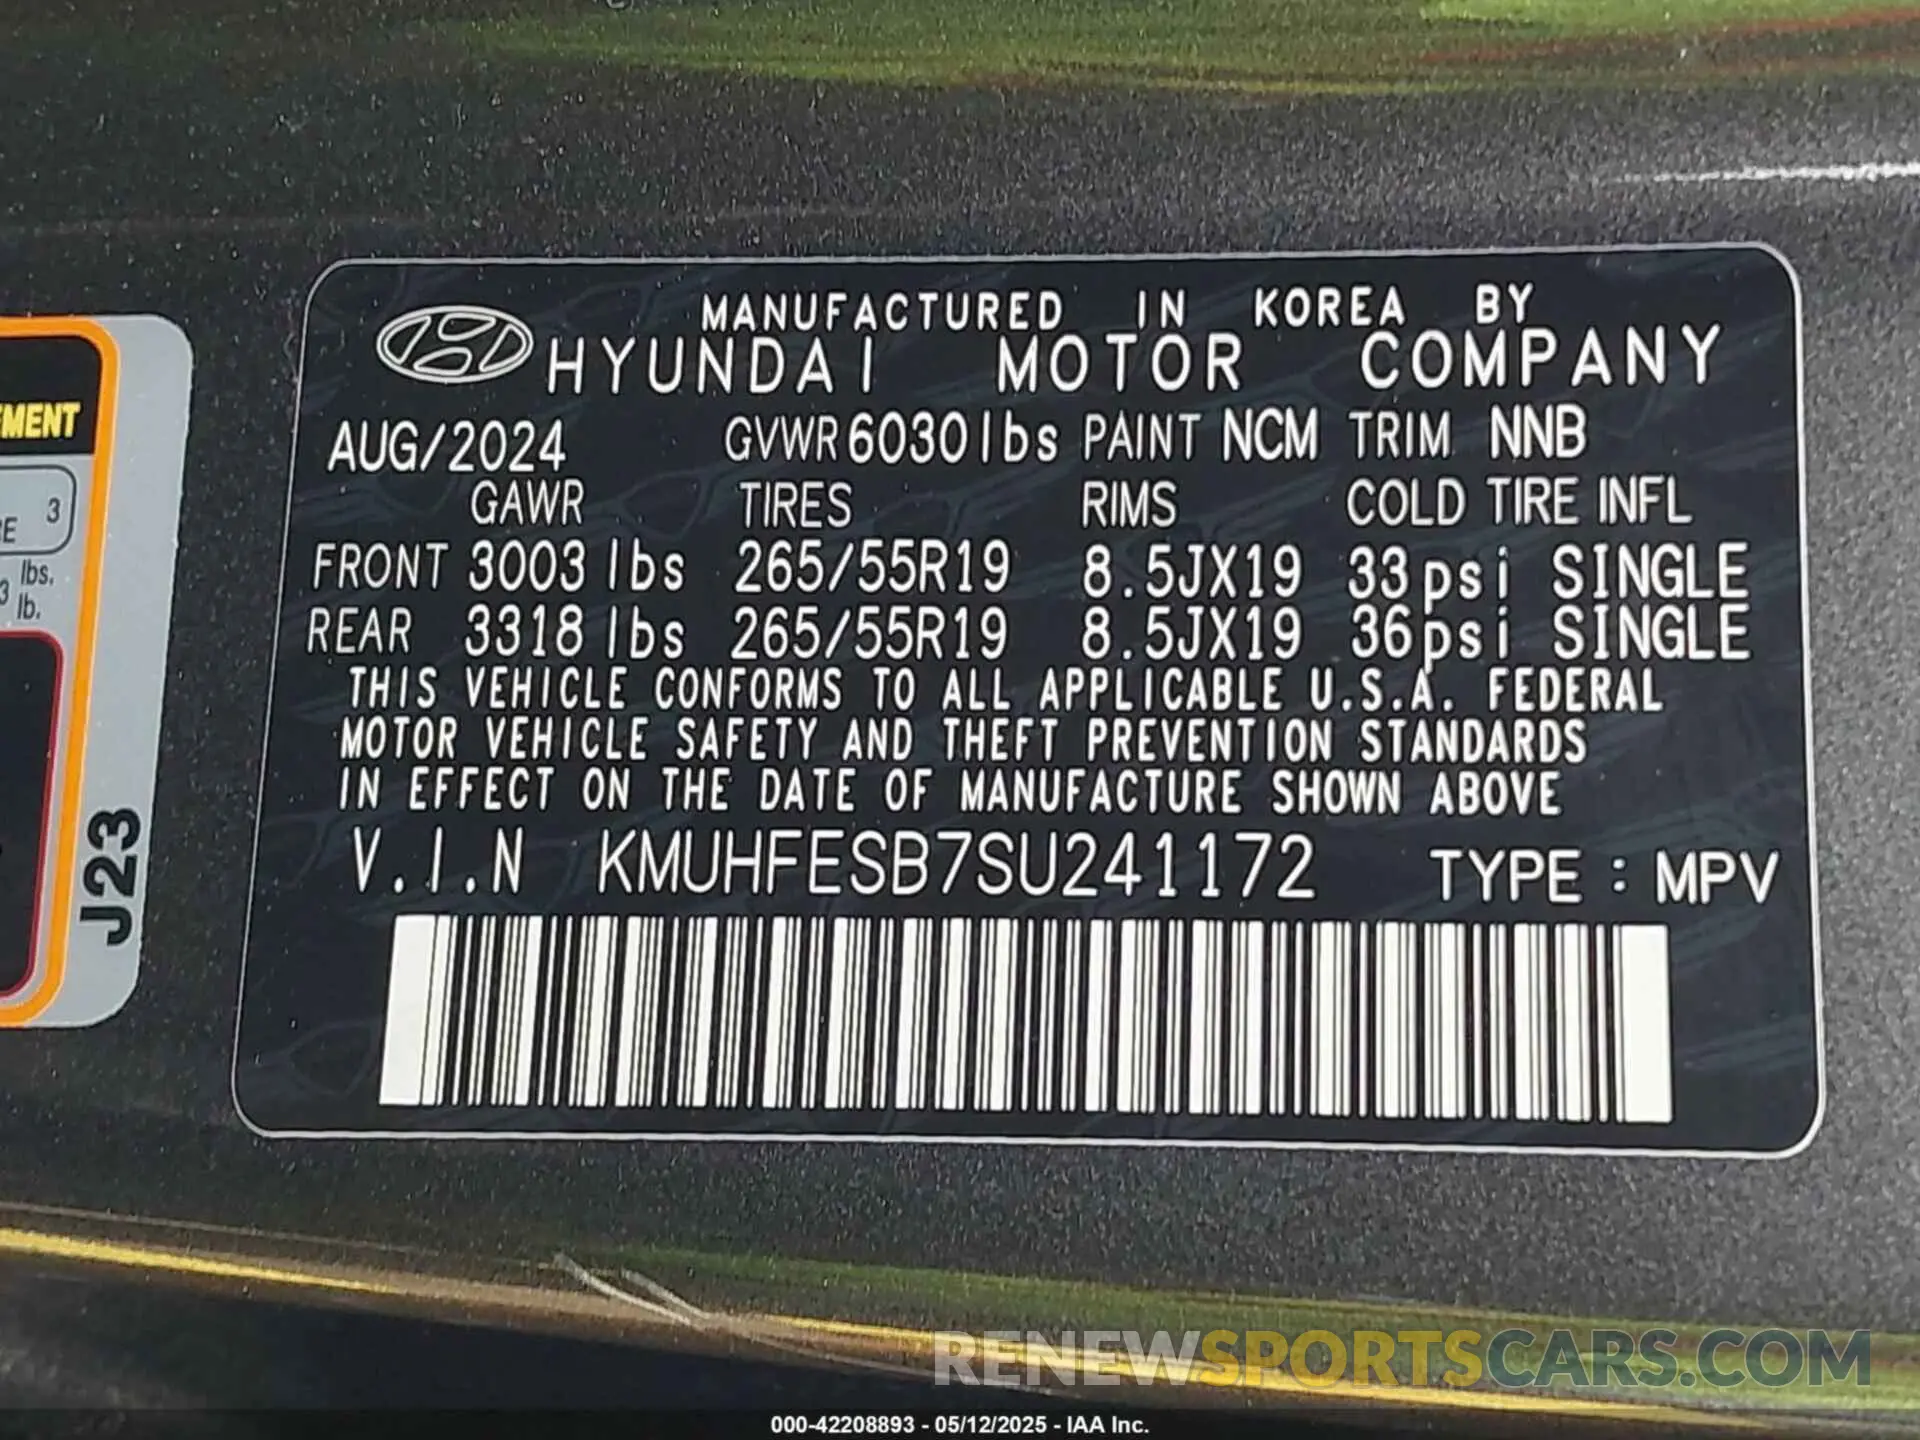 MANUFACTURED IN KOREA BY
HYUNDAI MOTOR COMPANY
AUG/2024 GVWR 6030lbs PAINT NCM TRIM NNB
GAWR TIRES RIMS COLD TIRE INFL
FRONT 3003 lbs 265/55R19 8.5JX19 33psi SINGLE
REAR 3318 lbs 265/55R19 8.5JX19 36psi SINGLE
THIS VEHICLE CONFORMS TO ALL APPLICABLE U.S.A. FEDERAL
MOTOR VEHICLE SAFETY AND THEFT PREVENTION STANDARDS
IN EFFECT ON THE DATE OF MANUFACTURE SHOWN ABOVE
V.I.N KMUHFESB7SU241172 TYPE : MPV
3
lbs.
lb.
J23
RENEWSPORTSCARS.COM
000-42208893 - 05/12/2025 - IAA Inc.